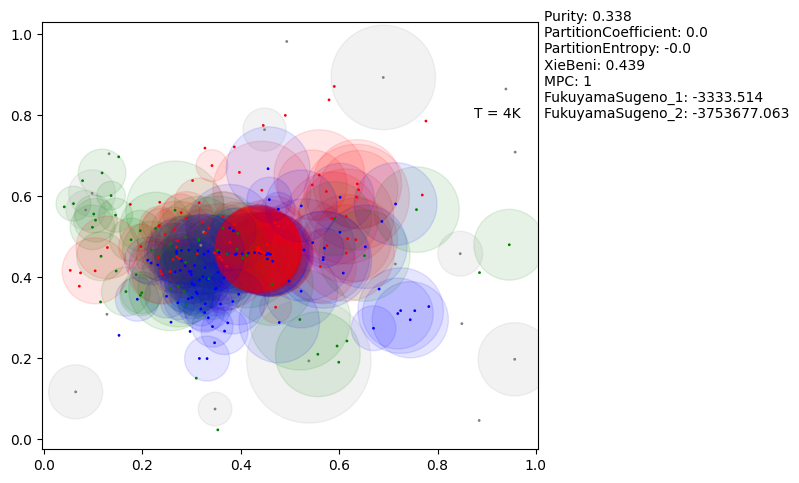 Purity: 0.338
PartitionCoefficient: 0.0
PartitionEntropy: -0.0
XieBeni: 0.439
MPC: 1
FukuyamaSugeno_1: -3333.514
FukuyamaSugeno_2: -3753677.063
T = 4K
1.0
0.8
0.6
0.4
0.2
0.0
0.0 0.2 0.4 0.6 0.8 1.0